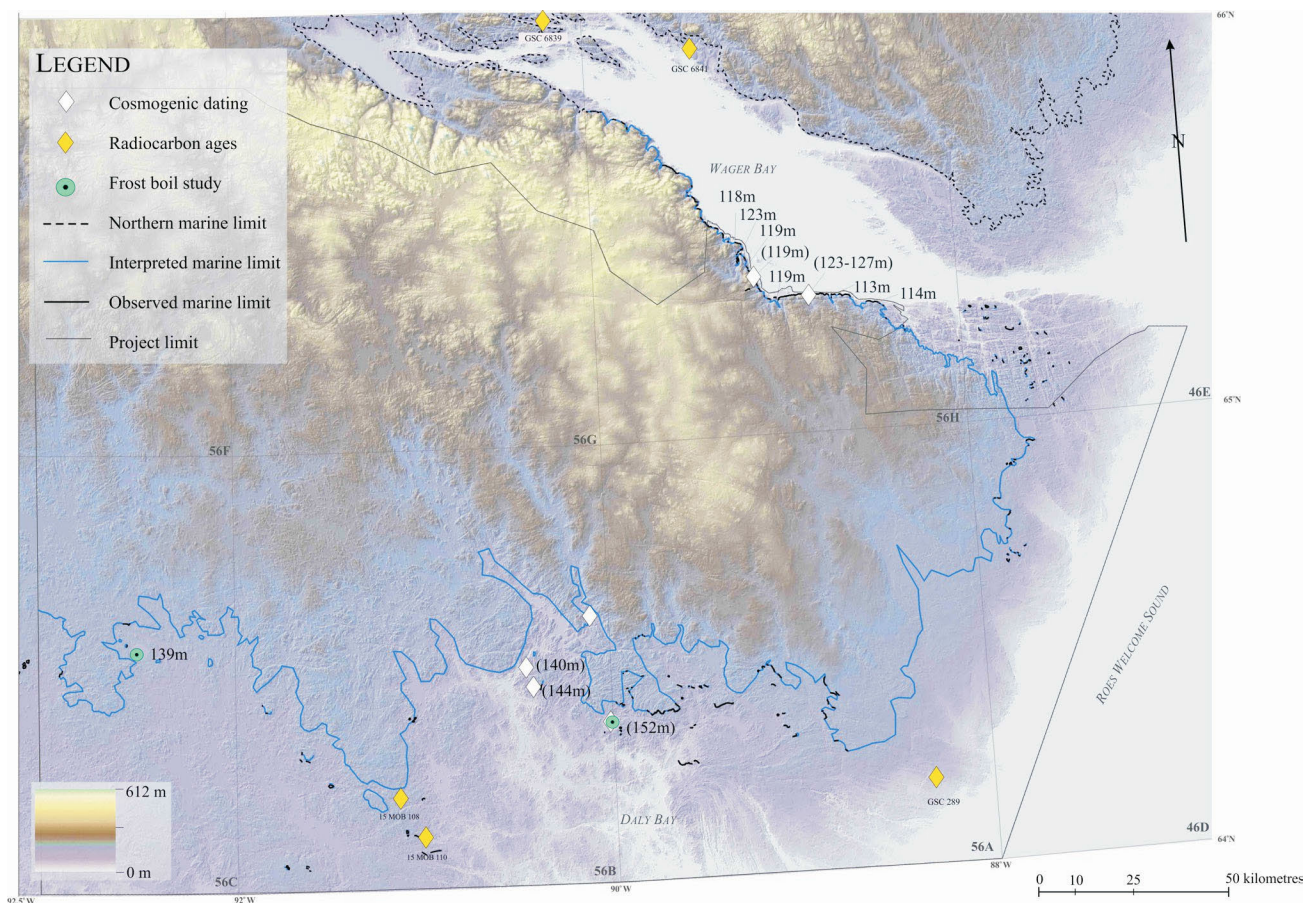 66°N
GSC 6839
GSC 6841
LEGEND
Cosmogenic dating
Radiocarbon ages
Frost boil study
Northern marine limit
Interpreted marine limit
Observed marine limit
Project limit
N
WAGER BAY
118m
123m
119m
(119m)
(123-127m)
119m
113m
114m
46E
65°N
56H
56G
56F
ROES WELCOME SOUND
139m
(140m)
(144m)
(152m)
GSC 289
612 m
0 m
15 MOB 108
15 MOB 110
DALY BAY
46D
64°N
56A
88°W
56B
56C
90°W
92°W
92.5°W
0 10 25 50 kilometres